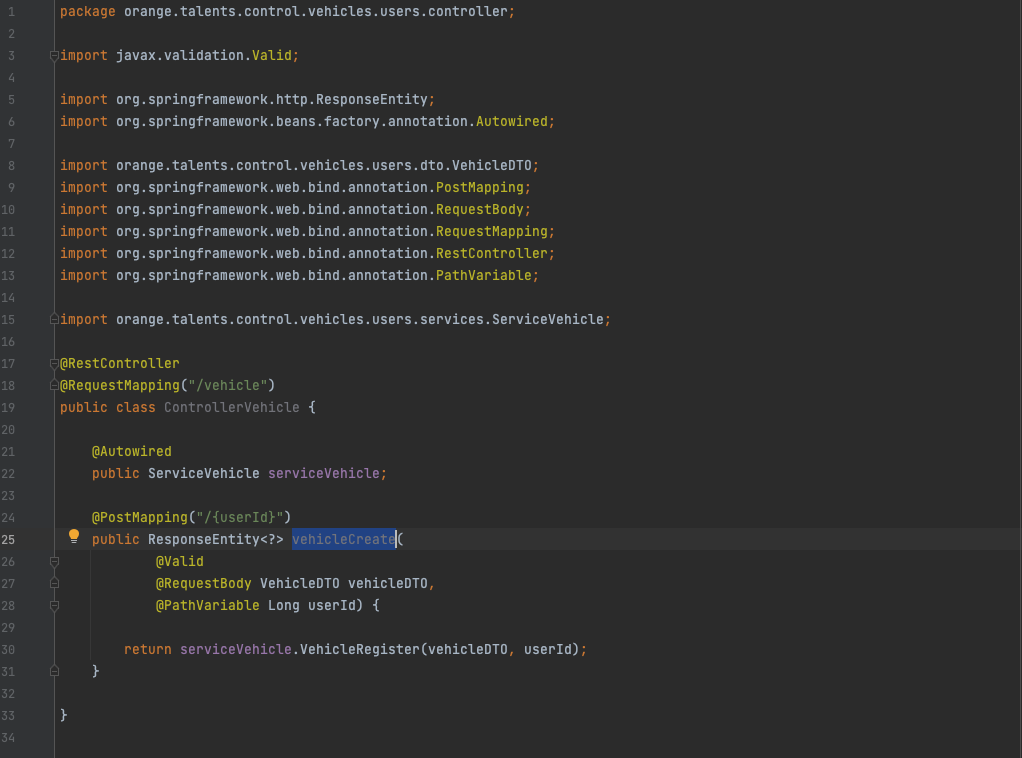 1 package orange.talents.control.vehicles.users.controller;
2
3 import javax.validation.Valid;
4
5 import org.springframework.http.ResponseEntity;
6 import org.springframework.beans.factory.annotation.Autowired;
7
8 import orange.talents.control.vehicles.users.dto.VehicleDTO;
9 import org.springframework.web.bind.annotation.PostMapping;
10 import org.springframework.web.bind.annotation.RequestBody;
11 import org.springframework.web.bind.annotation.RequestMapping;
12 import org.springframework.web.bind.annotation.RestController;
13 import org.springframework.web.bind.annotation.PathVariable;
14
15 import orange.talents.control.vehicles.users.services.ServiceVehicle;
16
17 @RestController
18 @RequestMapping("/vehicle")
19 public class ControllerVehicle {
20
21     @Autowired
22     public ServiceVehicle serviceVehicle;
23
24     @PostMapping("/{userId}")
25     public ResponseEntity<?> vehicleCreate(
26             @Valid
27             @RequestBody VehicleDTO vehicleDTO,
28             @PathVariable Long userId) {
29
30         return serviceVehicle.VehicleRegister(vehicleDTO, userId);
31     }
32
33 }
34